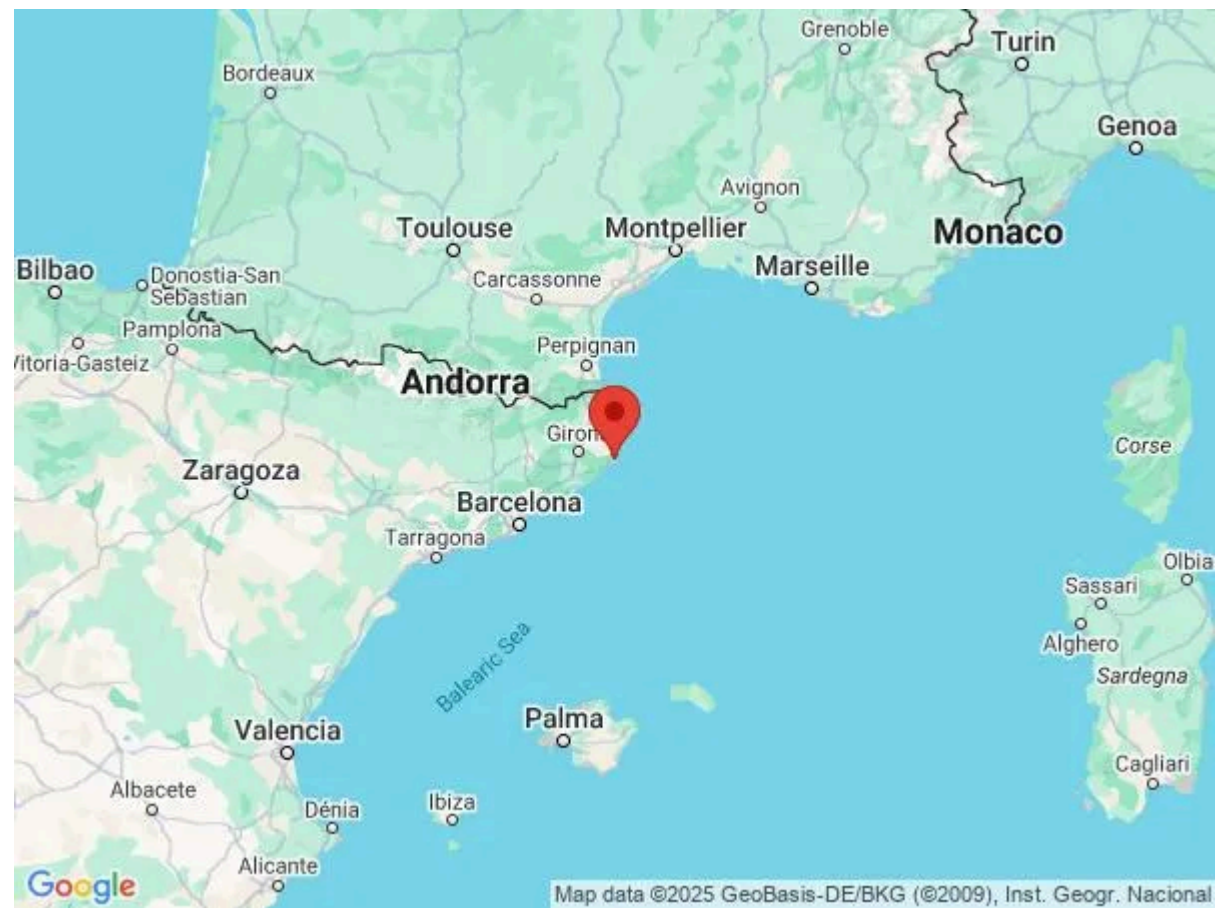 Grenoble
Turin
Bordeaux
Genoa
Avignon
Toulouse
Montpellier
Monaco
Marseille
Bilbao
Donostia-San
Sebastian
Carcassonne
Pamplona
Vitoria-Gasteiz
Perpignan
Andorra
Giron
Corse
Zaragoza
Barcelona
Tarragona
Olbia
Sassari
Alghero
Balearic Sea
Sardegna
Palma
Valencia
Cagliari
Albacete
Ibiza
Dénia
Alicante
Google
Map data ©2025 GeoBasis-DE/BKG (©2009), Inst. Geogr. Nacional